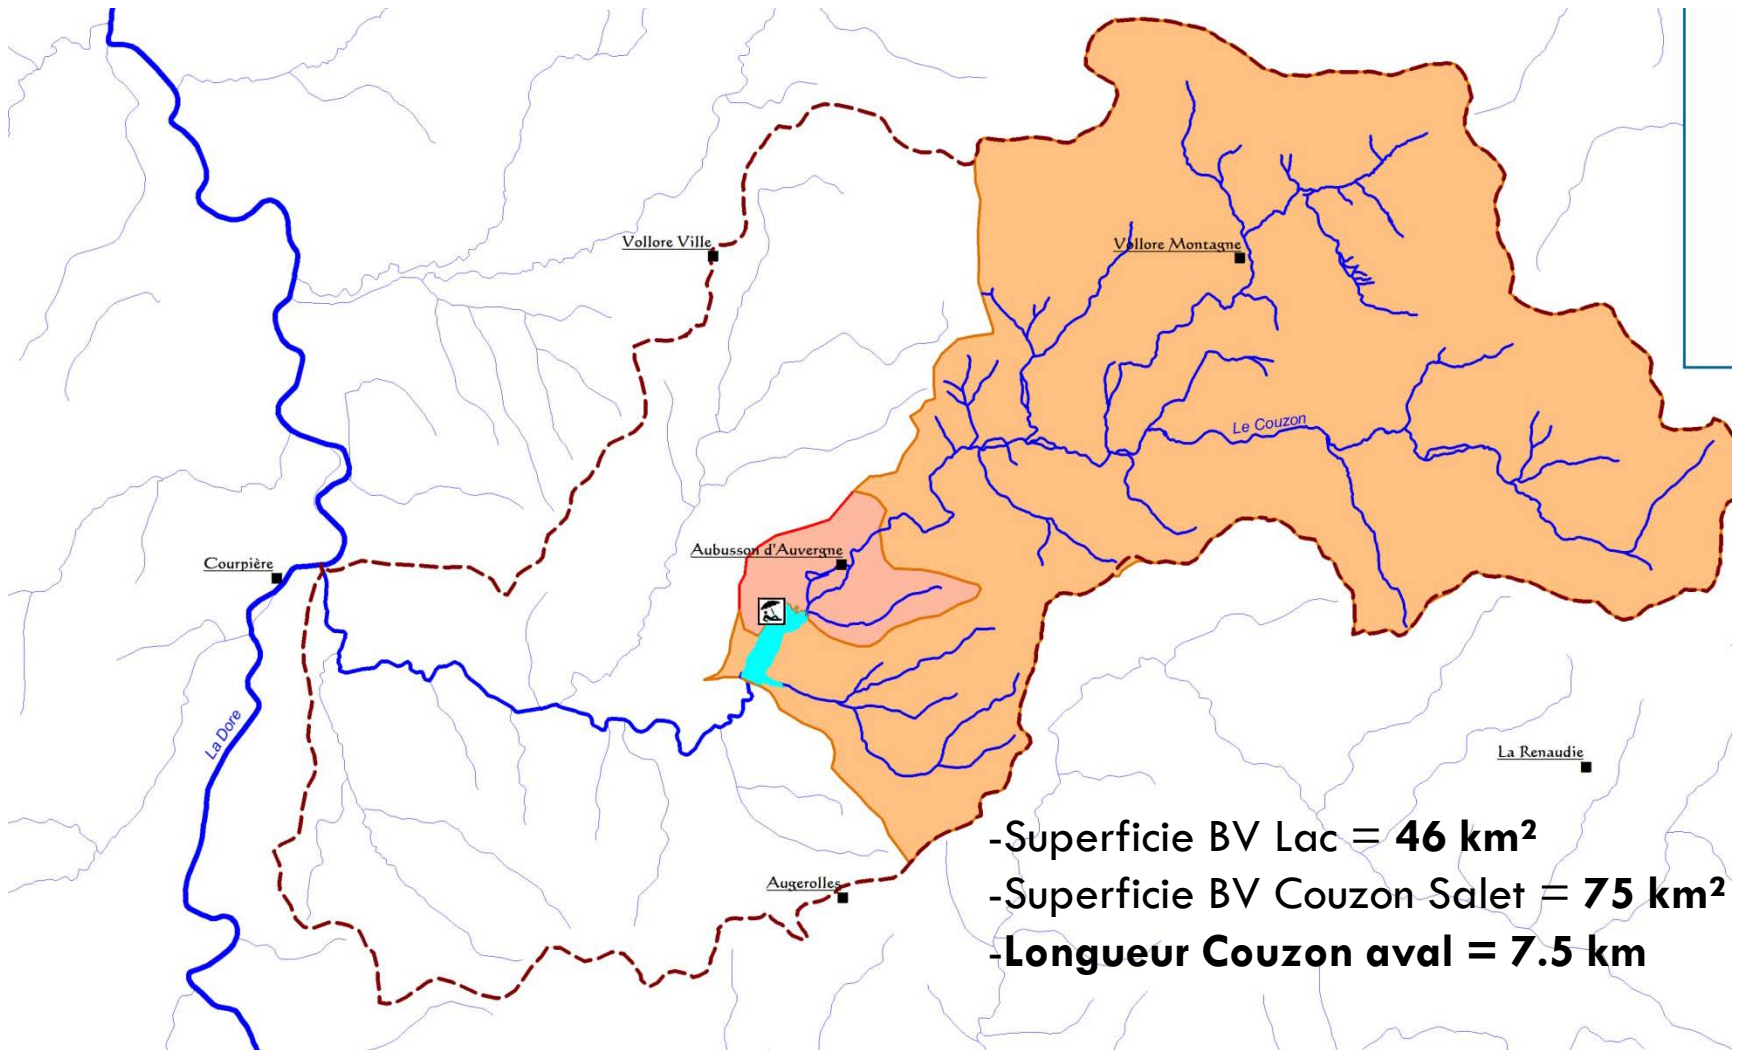 Vollore Ville
Vollore Montagne
Le Couzon
Aubusson d'Auvergne
Courpière
La Dore
La Renaudie
-Superficie BV Lac = 46 km²
Augerolles
-Superficie BV Couzon Salet = 75 km²
-Longueur Couzon aval = 7.5 km